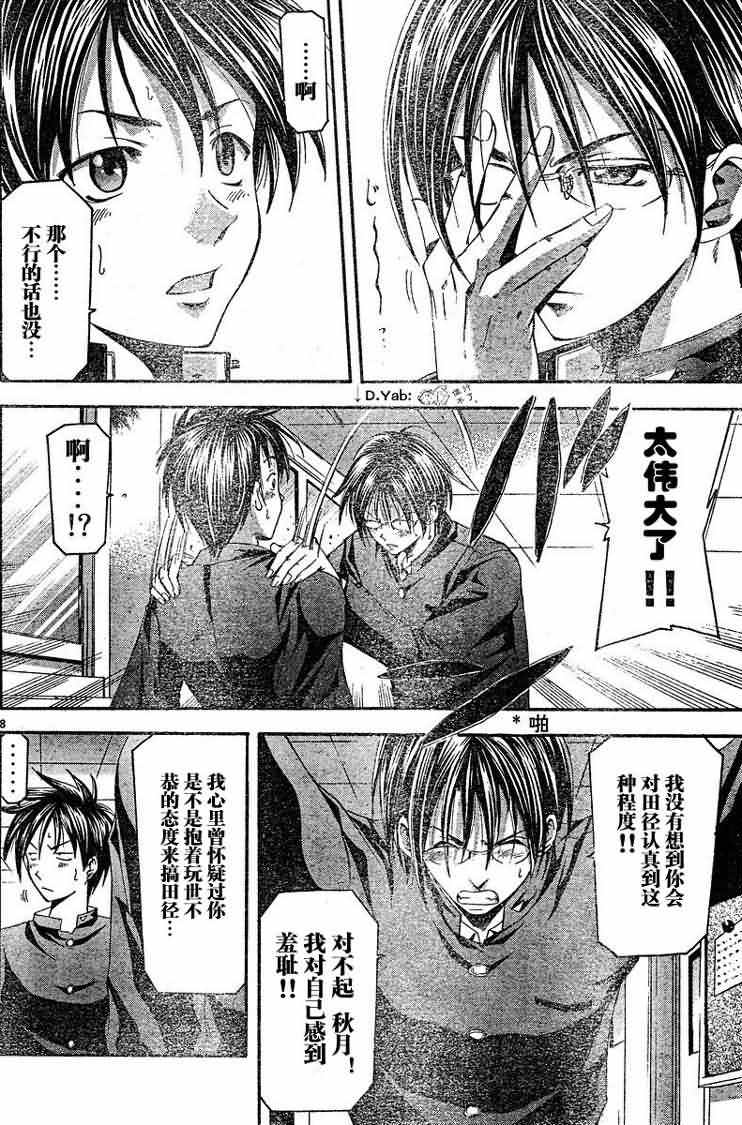 じ
……啊
那个……
不行的话也没…
↓D.Yab:
太伟大了!!
啊....!?
* 啪
8
我没有想到你会
对田径认真到这
种程度!!
对不起 秋月!
我对自己感到
羞耻!!
我心里曾怀疑过你
是不是抱着玩世不
恭的态度来搞田径…
......